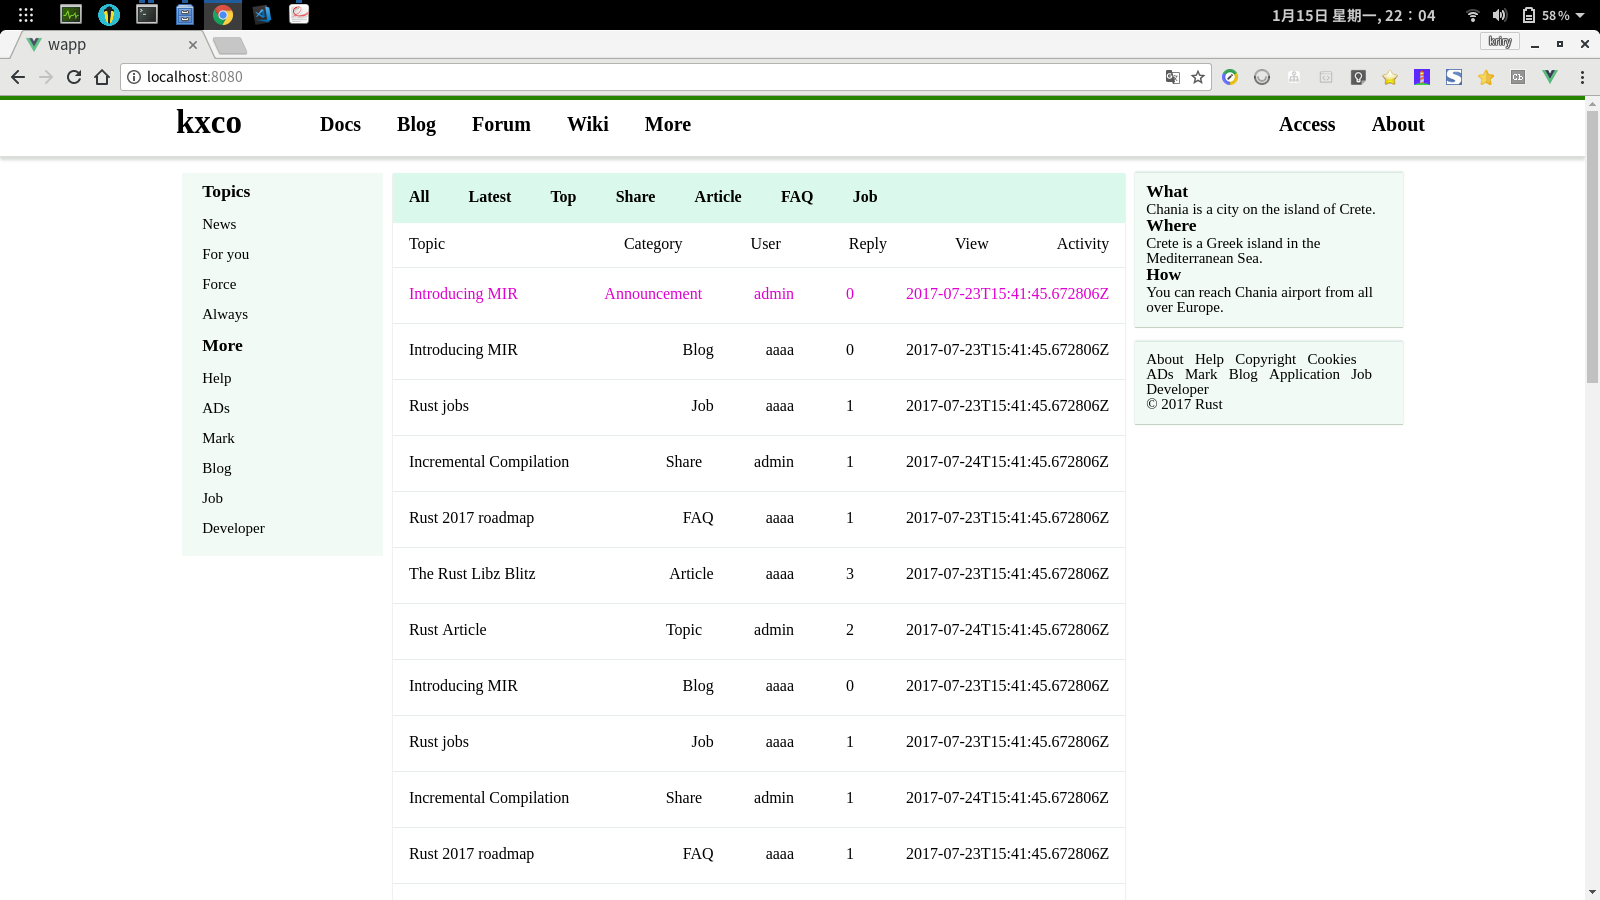 1月15日 星期一, 22：04
58 %
wapp
kriry
localhost:8080
kxco
Docs Blog Forum Wiki More Access About
Topics
News
For you
Force
Always
More
Help
ADs
Mark
Blog
Job
Developer
All Latest Top Share Article FAQ Job
Topic Category User Reply View Activity
Introducing MIR Announcement admin 0 2017-07-23T15:41:45.672806Z
Introducing MIR Blog aaaa 0 2017-07-23T15:41:45.672806Z
Rust jobs Job aaaa 1 2017-07-23T15:41:45.672806Z
Incremental Compilation Share admin 1 2017-07-24T15:41:45.672806Z
Rust 2017 roadmap FAQ aaaa 1 2017-07-23T15:41:45.672806Z
The Rust Libz Blitz Article aaaa 3 2017-07-23T15:41:45.672806Z
Rust Article Topic admin 2 2017-07-24T15:41:45.672806Z
Introducing MIR Blog aaaa 0 2017-07-23T15:41:45.672806Z
Rust jobs Job aaaa 1 2017-07-23T15:41:45.672806Z
Incremental Compilation Share admin 1 2017-07-24T15:41:45.672806Z
Rust 2017 roadmap FAQ aaaa 1 2017-07-23T15:41:45.672806Z
What
Chania is a city on the island of Crete.
Where
Crete is a Greek island in the
Mediterranean Sea.
How
You can reach Chania airport from all
over Europe.
About Help Copyright Cookies
ADs Mark Blog Application Job
Developer
© 2017 Rust